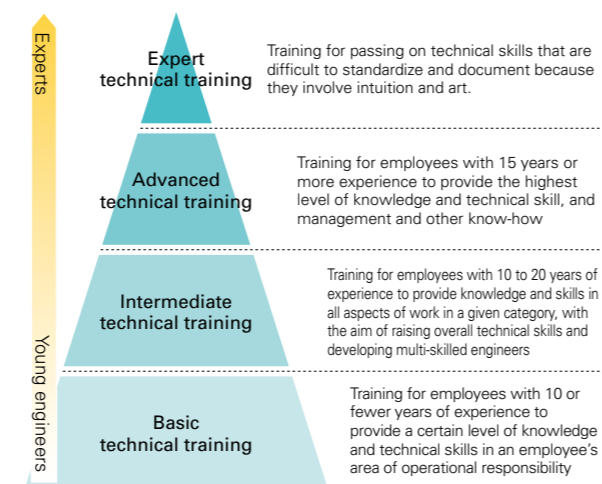 Experts
Expert
technical training
Training for passing on technical skills that are
difficult to standardize and document because
they involve intuition and art.
Advanced
technical training
Training for employees with 15 years or
more experience to provide the highest
level of knowledge and technical skill, and
management and other know-how
Intermediate
technical training
Training for employees with 10 to 20 years of
experience to provide knowledge and skills in
all aspects of work in a given category, with
the aim of raising overall technical skills and
developing multi-skilled engineers
Young engineers
Basic
technical training
Training for employees with 10 or
fewer years of experience to
provide a certain level of knowledge
and technical skills in an employee's
area of operational responsibility